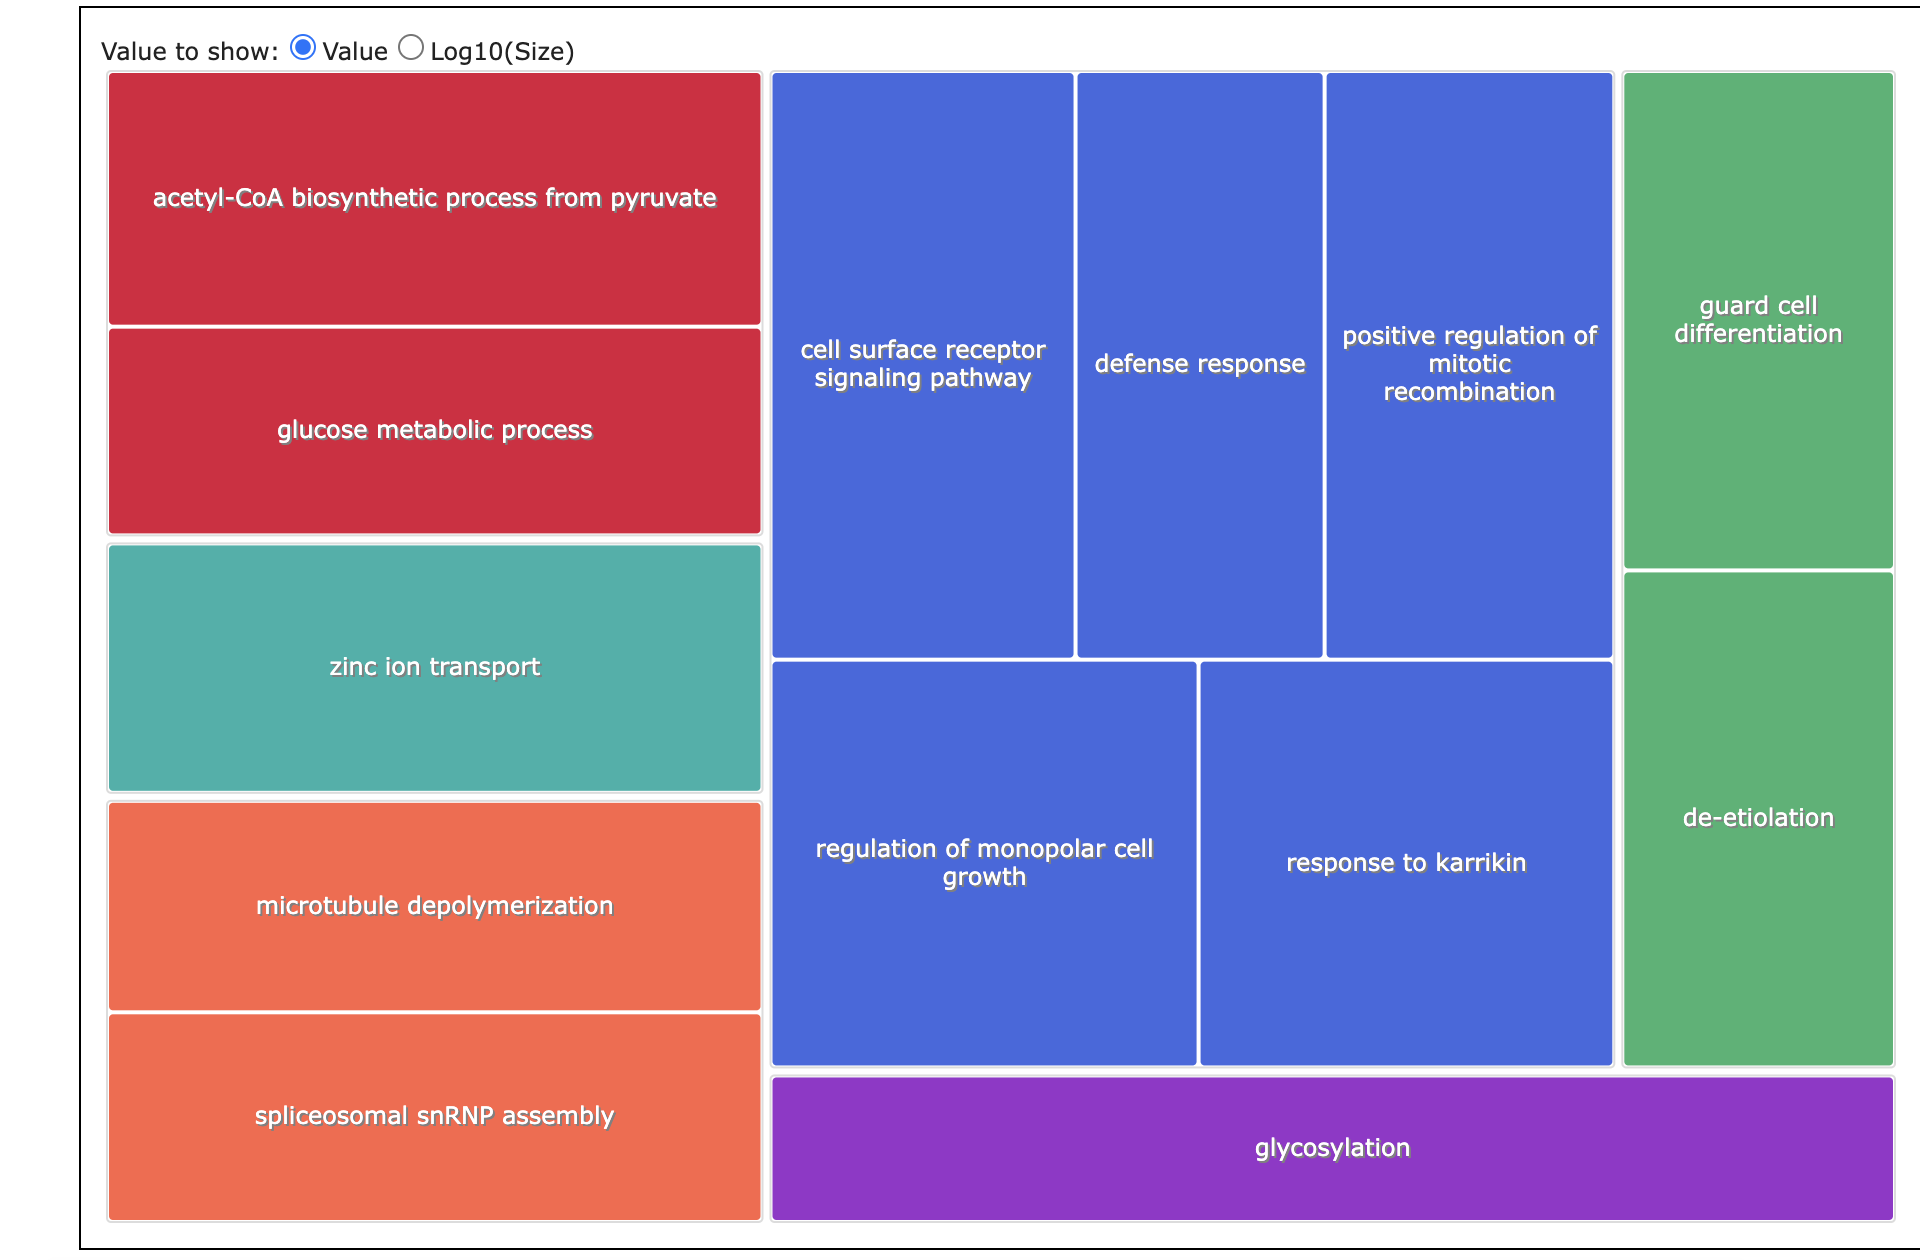 Value to show: Value Log10(Size)
acetyl-CoA biosynthetic process from pyruvate
glucose metabolic process
zinc ion transport
microtubule depolymerization
spliceosomal snRNP assembly
cell surface receptor
signaling pathway
defense response
positive regulation of
mitotic
recombination
regulation of monopolar cell
growth
response to karrikin
guard cell
differentiation
de-etiolation
glycosylation